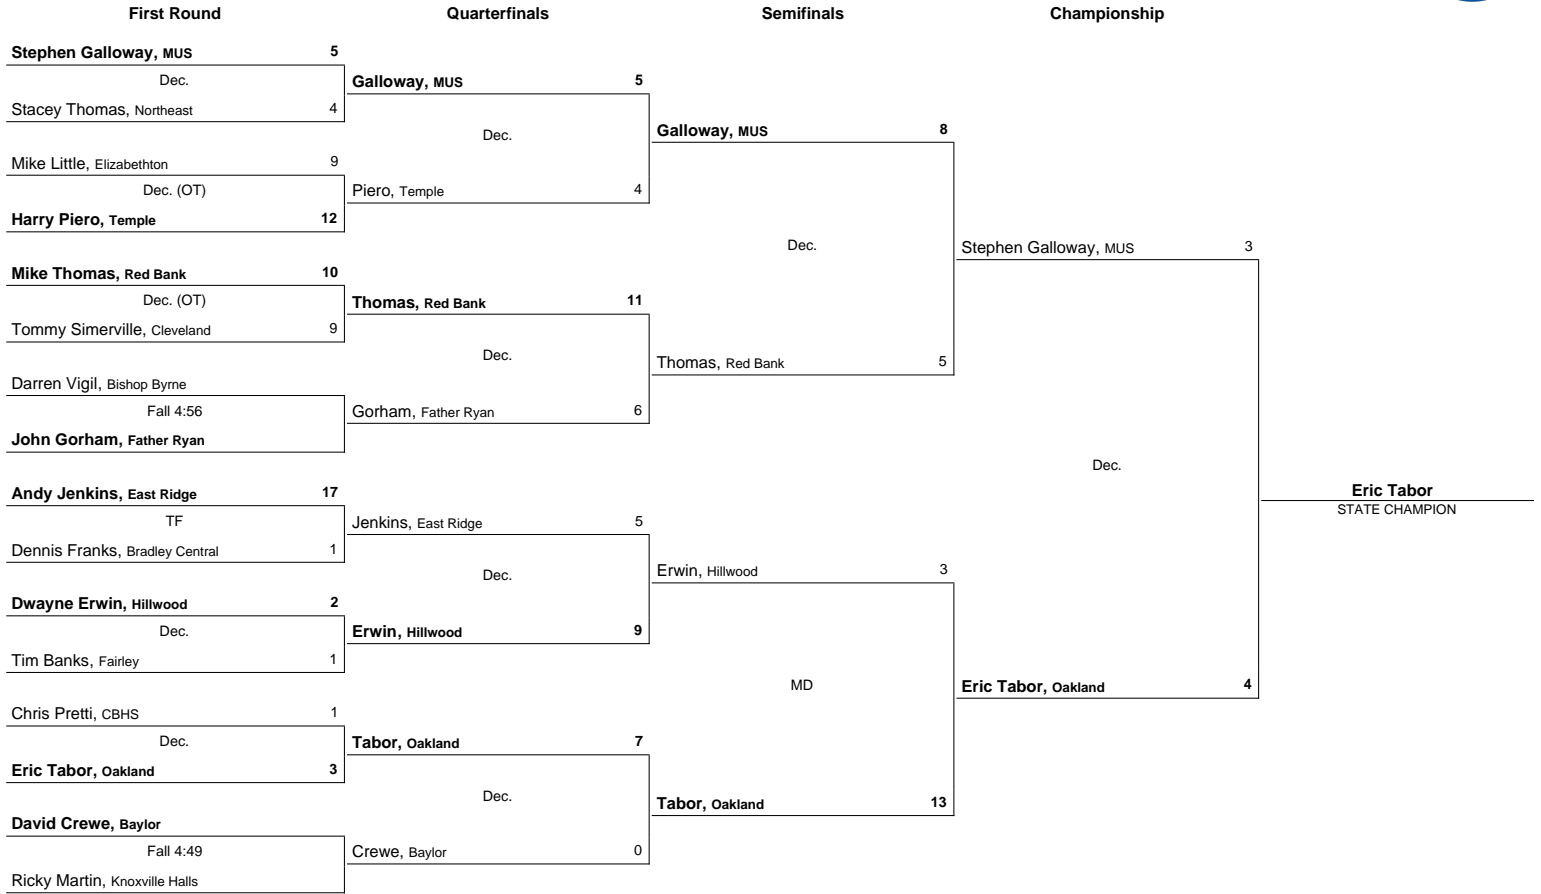 First Round
Quarterfinals
Semifinals
Championship
Stephen Galloway, MUS 5
Dec.
Stacey Thomas, Northeast 4
Mike Little, Elizabethton 9
Dec. (OT)
Harry Piero, Temple 12
Mike Thomas, Red Bank 10
Dec. (OT)
Tommy Simerville, Cleveland 9
Darren Vigil, Bishop Byrne
Fall 4:56
John Gorham, Father Ryan
Andy Jenkins, East Ridge 17
TF
Dennis Franks, Bradley Central 1
Dwayne Erwin, Hillwood 2
Dec.
Tim Banks, Fairley 1
Chris Pretti, CBHS 1
Dec.
Eric Tabor, Oakland 3
David Crewe, Baylor
Fall 4:49
Ricky Martin, Knoxville Halls
Galloway, MUS 5
Dec.
Piero, Temple 4
Thomas, Red Bank 11
Dec.
Gorham, Father Ryan 6
Jenkins, East Ridge 5
Dec.
Erwin, Hillwood 9
Tabor, Oakland 7
Dec.
Crewe, Baylor 0
Galloway, MUS 8
Dec.
Thomas, Red Bank 5
Erwin, Hillwood 3
MD
Tabor, Oakland 13
Stephen Galloway, MUS 3
Dec.
Eric Tabor, Oakland 4
Eric Tabor
STATE CHAMPION